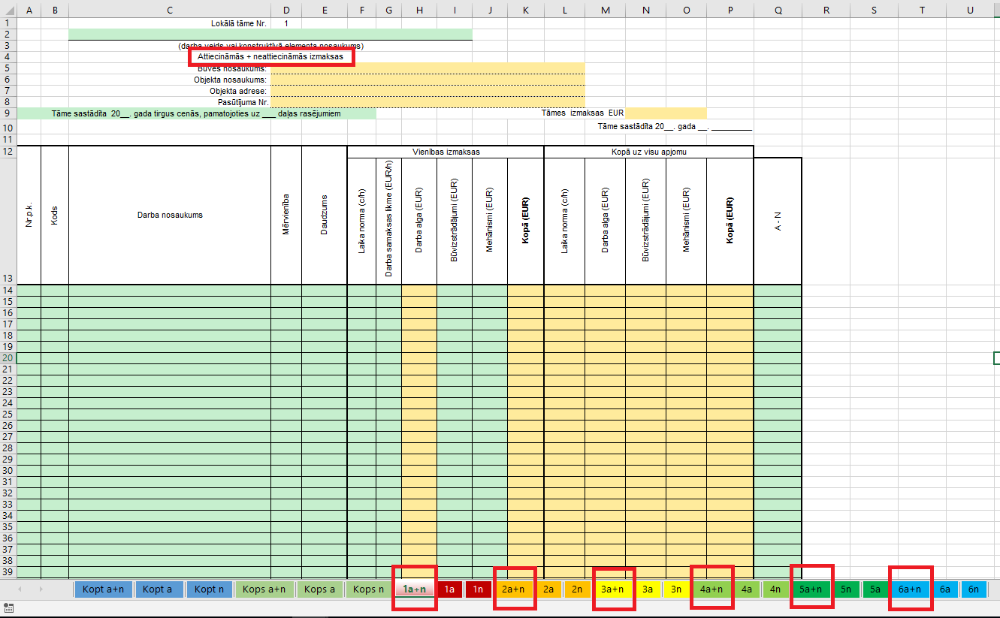 A B C D E F G H I J K L M N O P Q R S T U
1 Lokālā tāme Nr. 1
2
3 (darba veids vai konstruktīvā elementa nosaukums)
4 Attiecināmās + neattiecināmās izmaksas
5 Būves nosaukums:
6 Objekta nosaukums:
7 Objekta adrese:
8 Pasūtījuma Nr.
9 Tāme sastādīta 20__. gada tirgus cenās, pamatojoties uz ___ daļas rasējumiem Tāmes izmaksas EUR
10 Tāme sastādīta 20__. gada __. _________
11
12 Vienības izmaksas Kopā uz visu apjomu
13 Nr.p.k. Kods Darba nosaukums Mērvienība Daudzums Laika norma (c/h) Darba samaksas likme (EUR/h) Darba alga (EUR) Būvizstrādājumi (EUR) Mehānismi (EUR) Kopā (EUR) Laika norma (c/h) Darba alga (EUR) Būvizstrādājumi (EUR) Mehānismi (EUR) Kopā (EUR) A - N
14
15
16
17
18
19
20
21
22
23
24
25
26
27
28
29
30
31
32
33
34
35
36
37
38
39
Kopt a+n Kopt a Kopt n Kops a+n Kops a Kops n 1a+n 1a 1n 2a+n 2a 2n 3a+n 3a 3n 4a+n 4a 4n 5a+n 5n 5a 6a+n 6a 6n